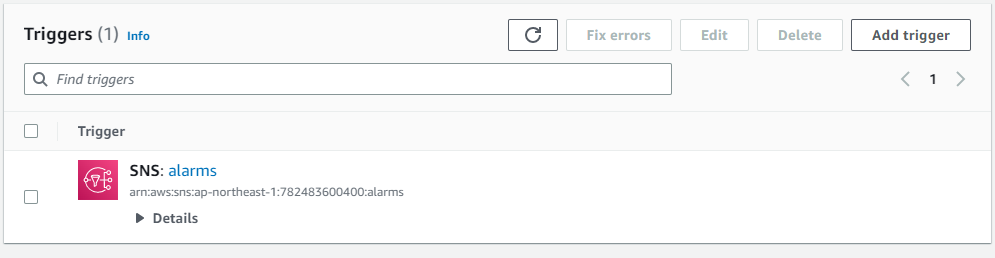 Triggers (1) Info
Fix errors
Edit
Delete
Add trigger
Find triggers
1
Trigger
SNS: alarms
arn:aws:sns:ap-northeast-1:782483600400:alarms
Details